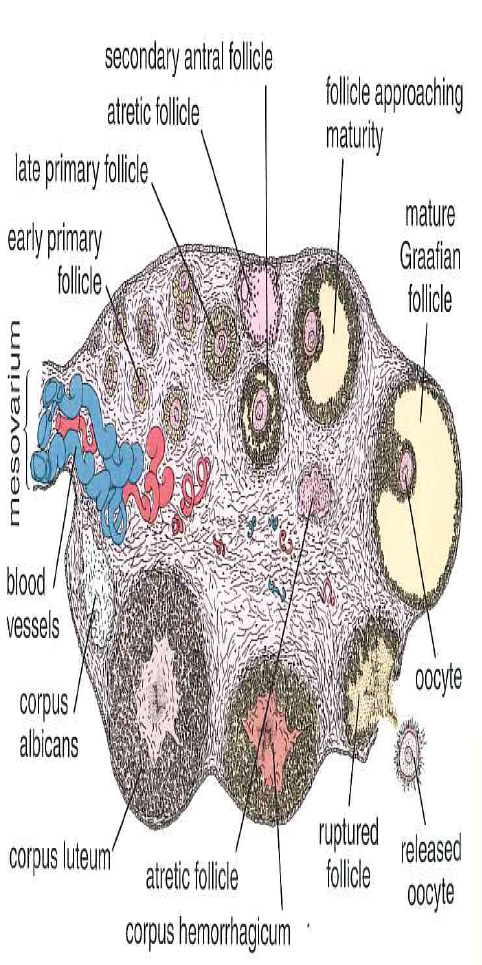 secondary antral follicle
atretic follicle
late primary follicle
early primary
follicle
mesovarium
follicle approaching
maturity
mature
Graafian
follicle
blood
vessels
corpus
albicans
corpus luteum
atretic follicle
corpus hemorrhagicum
ruptured
follicle
released
oocyte
oocyte